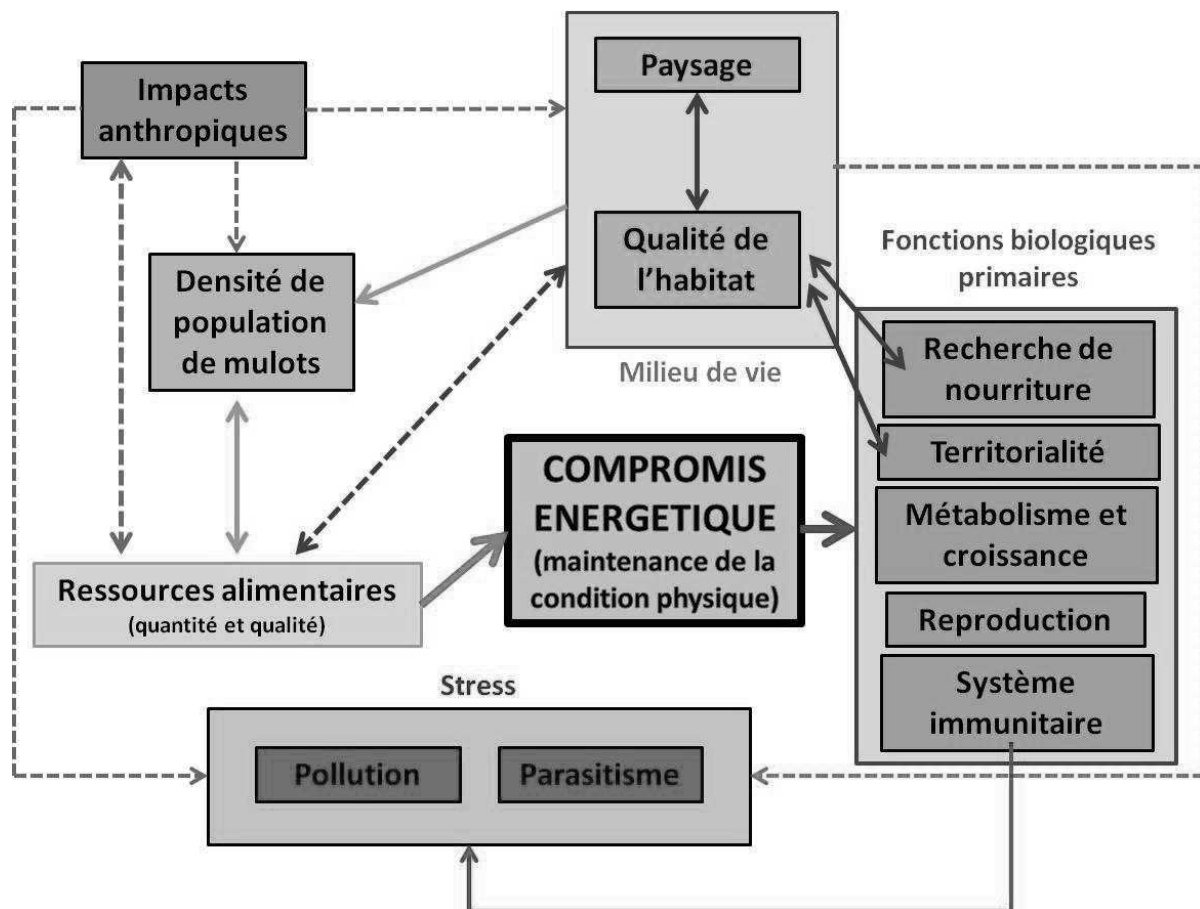 Impacts
anthropiques
Paysage
Qualité de
l'habitat
Milieu de vie
Densité de
population
de mulots
Ressources alimentaires
(quantité et qualité)
COMPROMIS
ENERGETIQUE
(maintenance de la
condition physique)
Fonctions biologiques
primaires
Recherche de
nourriture
Territorialité
Métabolisme et
croissance
Reproduction
Système
immunitaire
Stress
Pollution
Parasitisme